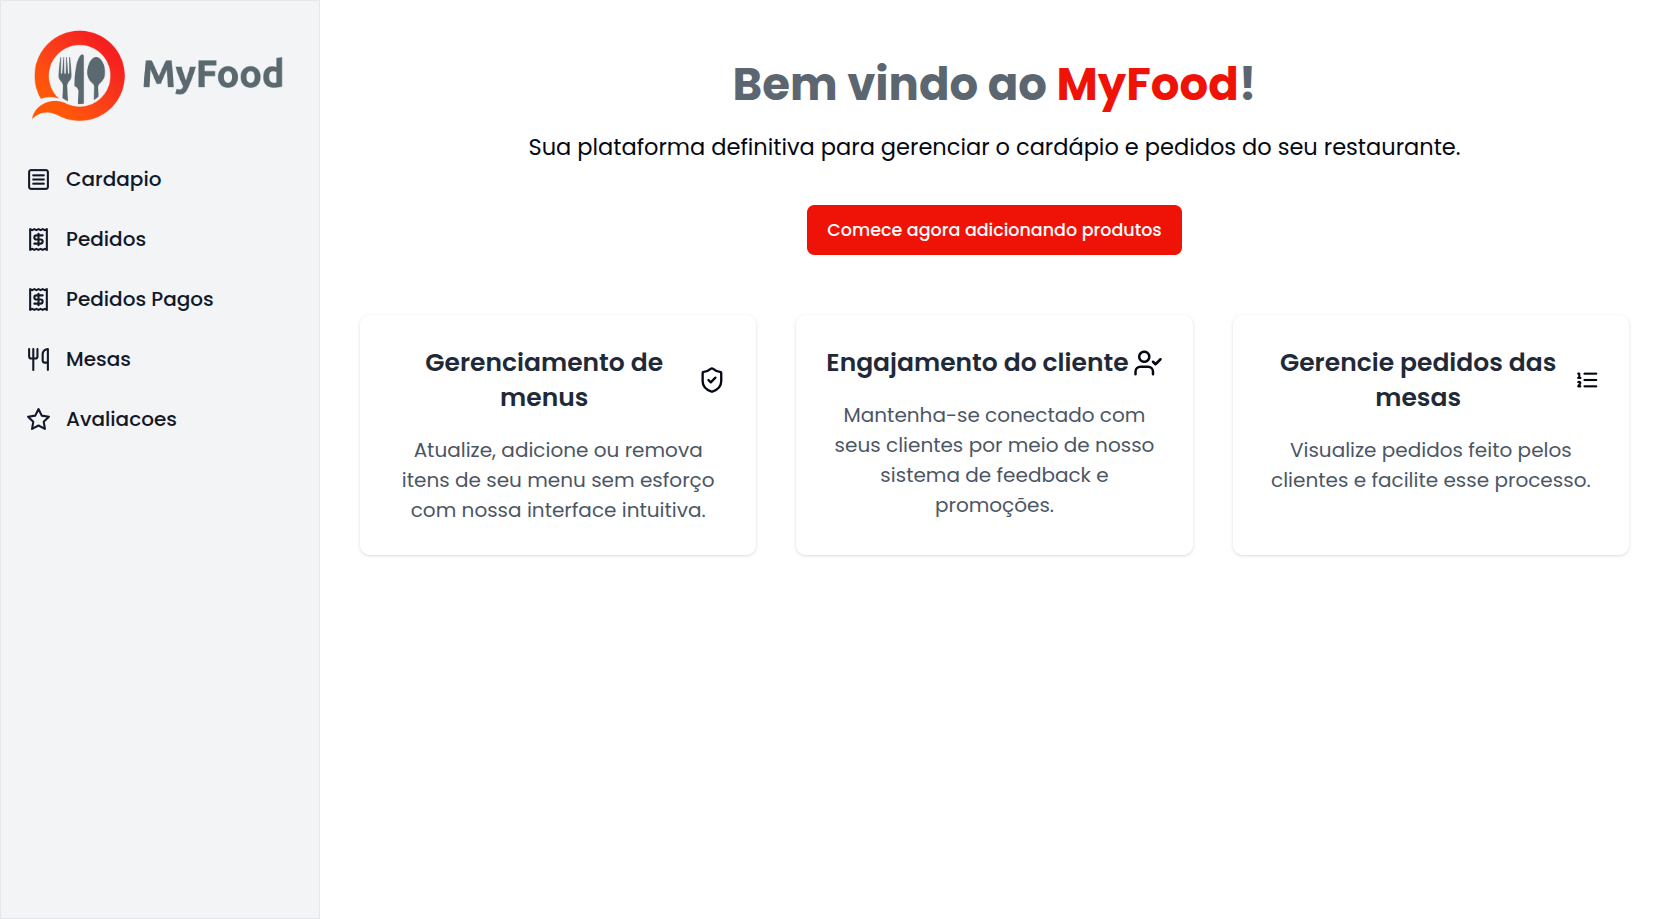 MyFood
Cardapio
Pedidos
Pedidos Pagos
Mesas
Avaliacoes
Bem vindo ao MyFood!
Sua plataforma definitiva para gerenciar o cardápio e pedidos do seu restaurante.
Comece agora adicionando produtos
Gerenciamento de
menus
Atualize, adicione ou remova
itens de seu menu sem esforço
com nossa interface intuitiva.
Engajamento do cliente
Mantenha-se conectado com
seus clientes por meio de nosso
sistema de feedback e
promoções.
Gerencie pedidos das
mesas
Visualize pedidos feito pelos
clientes e facilite esse processo.